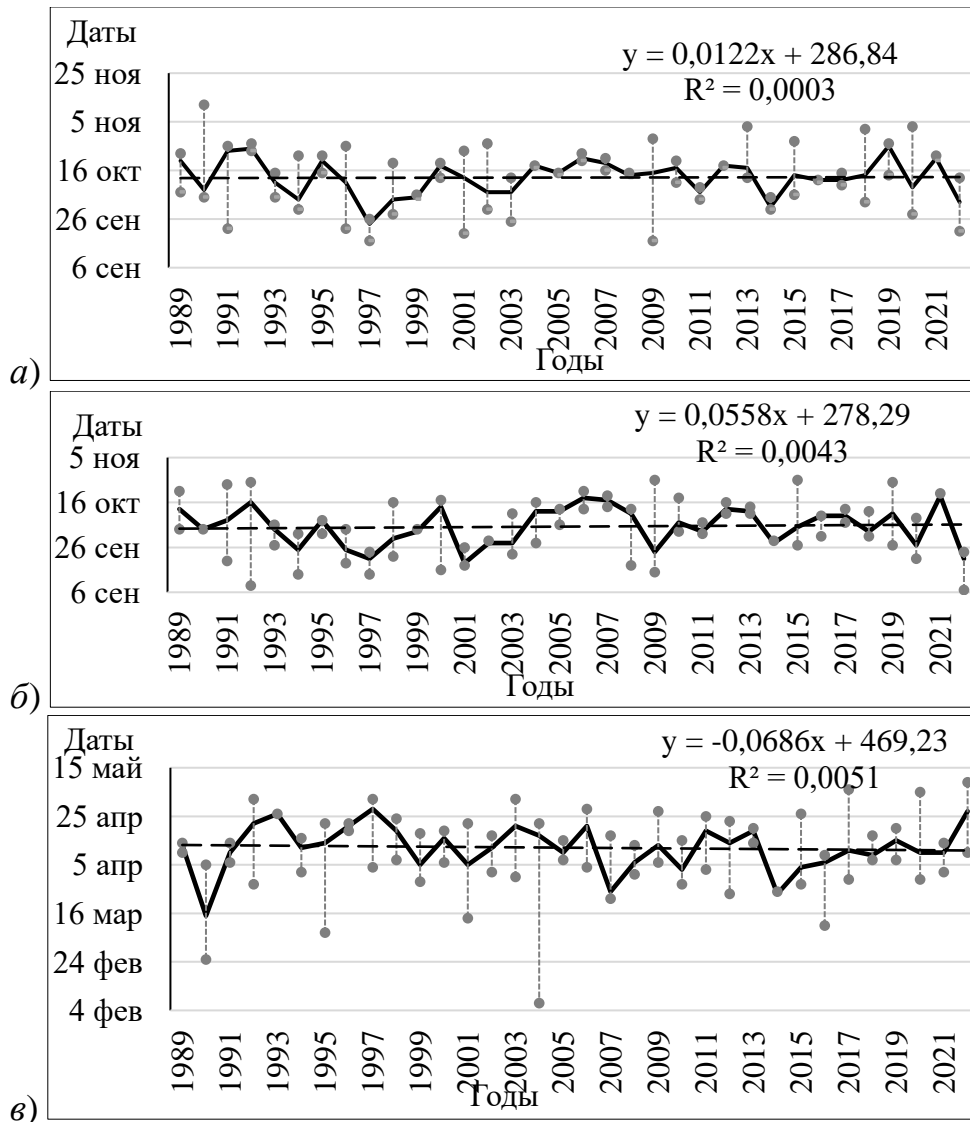 Даты
y = 0,0122x + 286,84
R² = 0,0003
25 ноя
5 ноя
16 окт
26 сен
6 сен
1989
1991
1993
1995
1997
1999
2001
2003
2005
2007
2009
2011
2013
2015
2017
2019
2021
Годы
а)
Даты
y = 0,0558x + 278,29
R² = 0,0043
5 ноя
16 окт
26 сен
6 сен
1989
1991
1993
1995
1997
1999
2001
2003
2005
2007
2009
2011
2013
2015
2017
2019
2021
Годы
б)
Даты
y = -0,0686x + 469,23
R² = 0,0051
15 май
25 апр
5 апр
16 мар
24 фев
4 фев
1989
1991
1993
1995
1997
1999
2001
2003
2005
2007
2009
2011
2013
2015
2017
2019
2021
Годы
в)